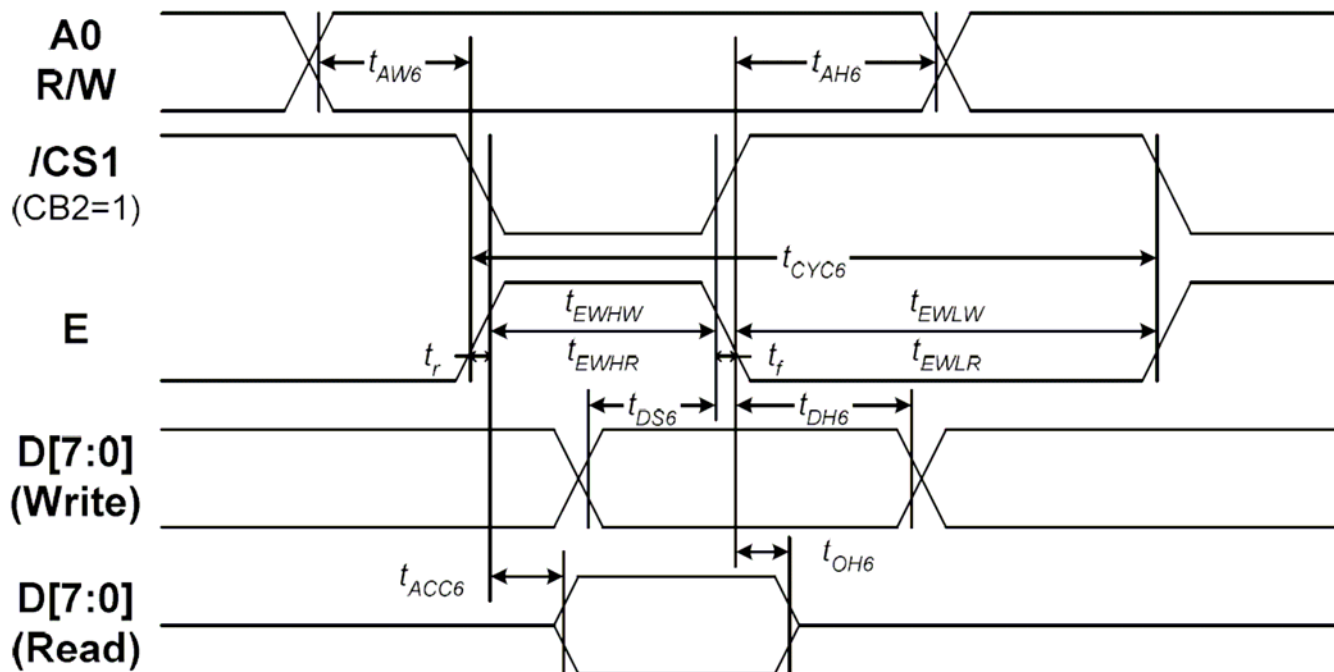 A0
R/W
tAW6
tAH6
/CS1
(CB2=1)
tCYC6
E
tEWHW
tEWLW
tr
tEWHR
tf
tEWLR
tDS6
tDH6
D[7:0]
(Write)
tOH6
tACC6
D[7:0]
(Read)